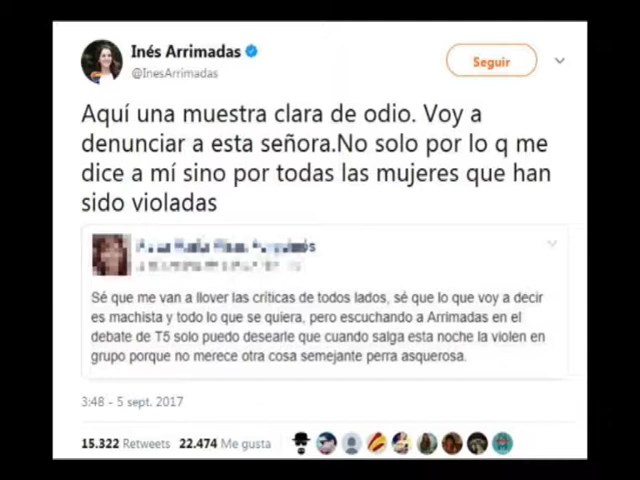 Inés Arrimadas
@InesArrimadas
Seguir
Aquí una muestra clara de odio. Voy a
denunciar a esta señora.No solo por lo q me
dice a mí sino por todas las mujeres que han
sido violadas
Sé que me van a llover las críticas de todos lados, sé que lo que voy a decir
es machista y todo lo que se quiera, pero escuchando a Arrimadas en el
debate de T5 solo puedo desearle que cuando salga esta noche la violen en
grupo porque no merece otra cosa semejante perra asquerosa.
3:48 - 5 sept. 2017
15.322 Retweets 22.474 Me gusta